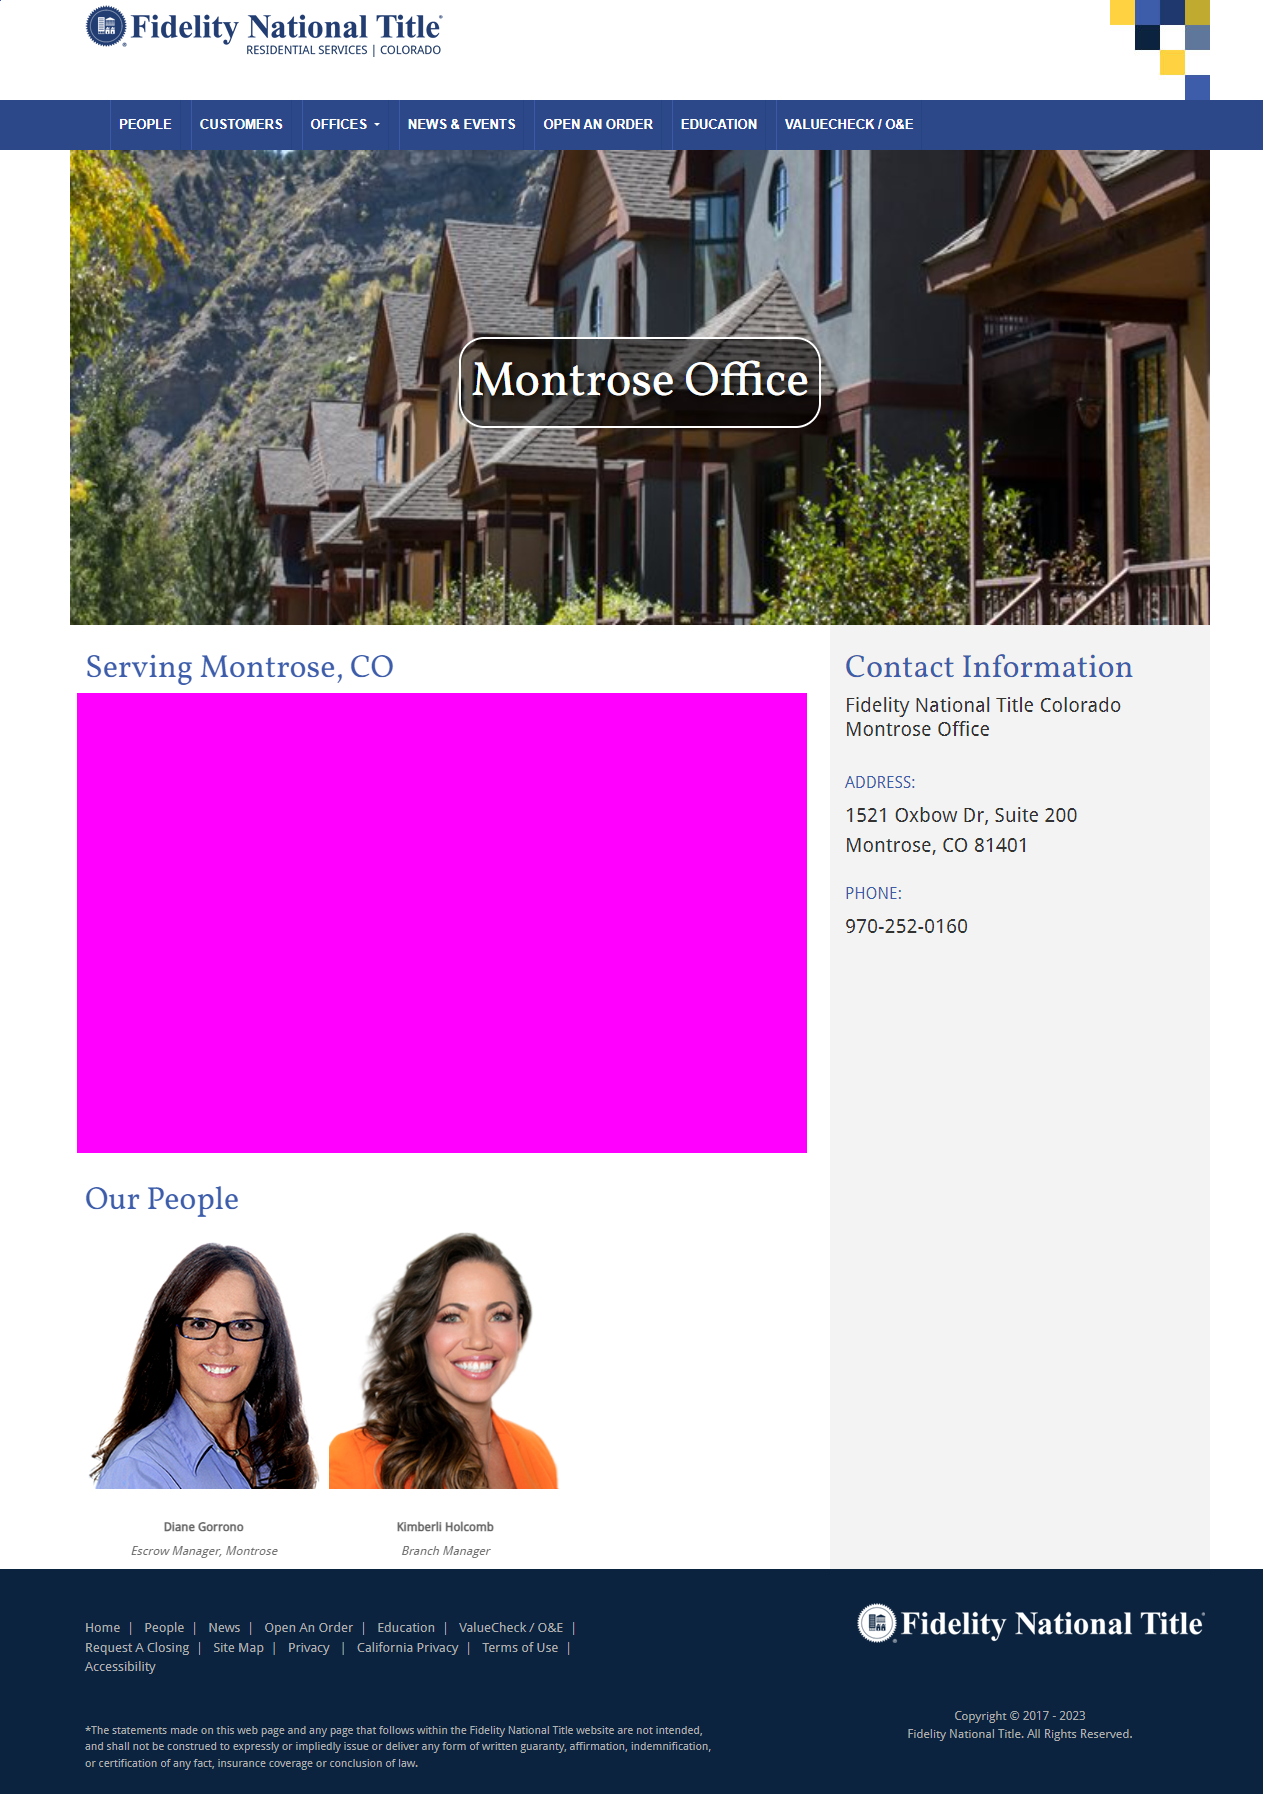 Fidelity National Title
RESIDENTIAL SERVICES | COLORADO
PEOPLE
CUSTOMERS
OFFICES
NEWS & EVENTS
OPEN AN ORDER
EDUCATION
VALUECHECK / O&E
Montrose Office
Serving Montrose, CO
Contact Information
Fidelity National Title Colorado
Montrose Office
ADDRESS:
1521 Oxbow Dr, Suite 200
Montrose, CO 81401
PHONE:
970-252-0160
Our People
Diane Gorrono
Escrow Manager, Montrose
Kimberli Holcomb
Branch Manager
Home | People | News | Open An Order | Education | ValueCheck / O&E |
Request A Closing | Site Map | Privacy | California Privacy | Terms of Use |
Accessibility
*The statements made on this web page and any page that follows within the Fidelity National Title website are not intended,
and shall not be construed to expressly or impliedly issue or deliver any form of written guaranty, affirmation, indemnification,
or certification of any fact, insurance coverage or conclusion of law.
Fidelity National Title
Copyright © 2017 - 2023
Fidelity National Title. All Rights Reserved.